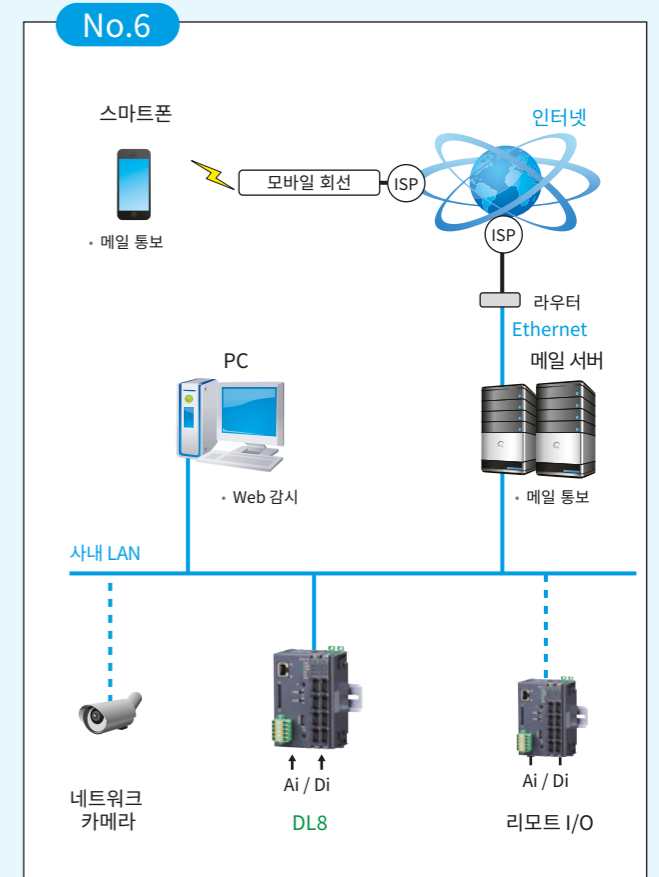 No.6
스마트폰
인터넷
모바일 회선
ISP
ISP
• 메일 통보
라우터
Ethernet
PC
메일 서버
• Web 감시
• 메일 통보
사내 LAN
Ai / Di
Ai / Di
네트워크
카메라
DL8
리모트 I/O